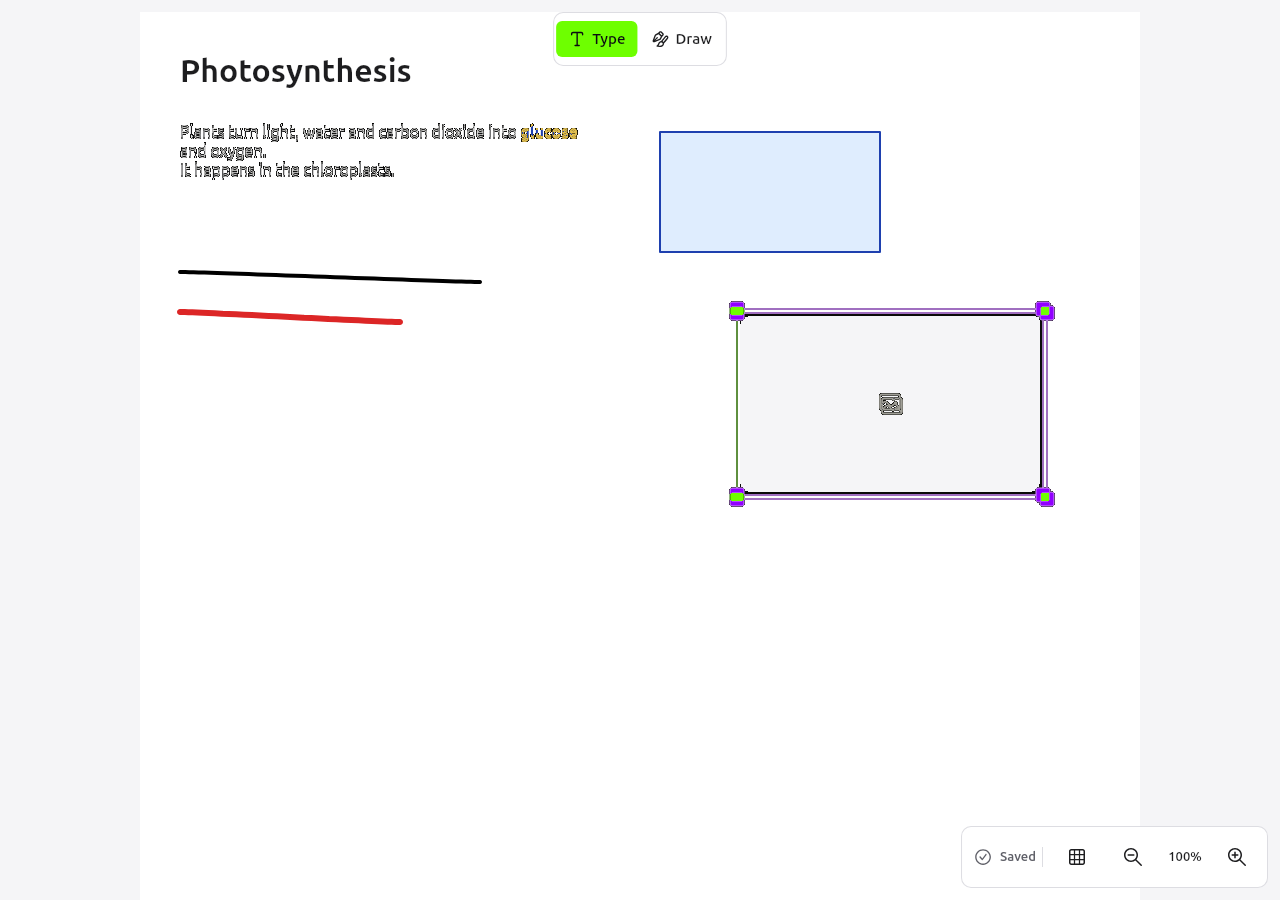 Type
Draw
Photosynthesis
Plants turn light, water and carbon dioxide into glucose
and oxygen.
It happens in the chloroplasts.
Saved
100%